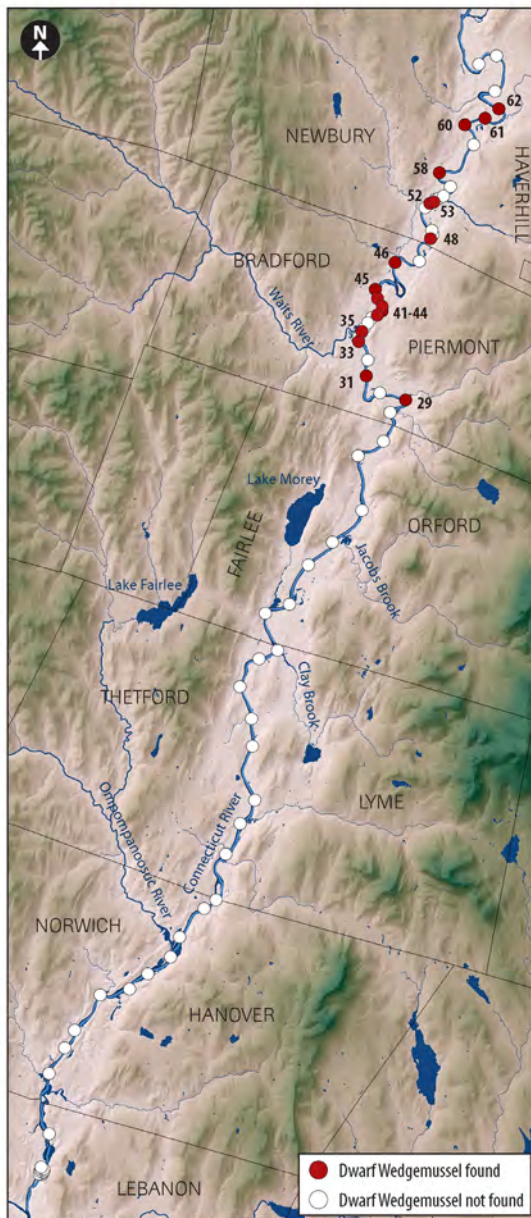 N
62
60
61
NEWBURY
HAVERHILL
58
52
53
48
46
BRADFORD
45
Waits River
41-44
35
33
PIERMONT
31
29
Lake Morey
ORFORD
FAIRLEE
Jacobs Brook
Lake Fairlee
Clay Brook
THETFORD
LYME
Connecticut River
Ompompanoosuc River
NORWICH
HANOVER
LEBANON
Dwarf Wedgemussel found
Dwarf Wedgemussel not found